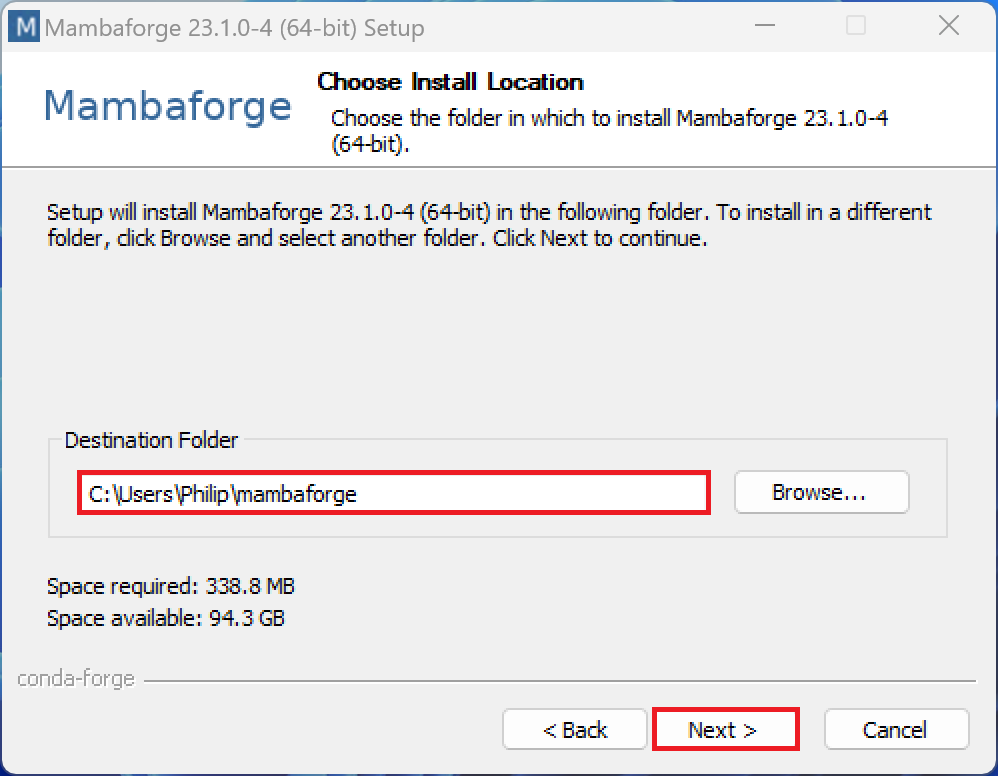 M Mambaforge 23.1.0-4 (64-bit) Setup
Mambaforge
Choose Install Location
Choose the folder in which to install Mambaforge 23.1.0-4
(64-bit).
Setup will install Mambaforge 23.1.0-4 (64-bit) in the following folder. To install in a different
folder, click Browse and select another folder. Click Next to continue.
Destination Folder
C:\Users\Philip\mambaforge
Browse...
Space required: 338.8 MB
Space available: 94.3 GB
conda-forge
< Back
Next >
Cancel